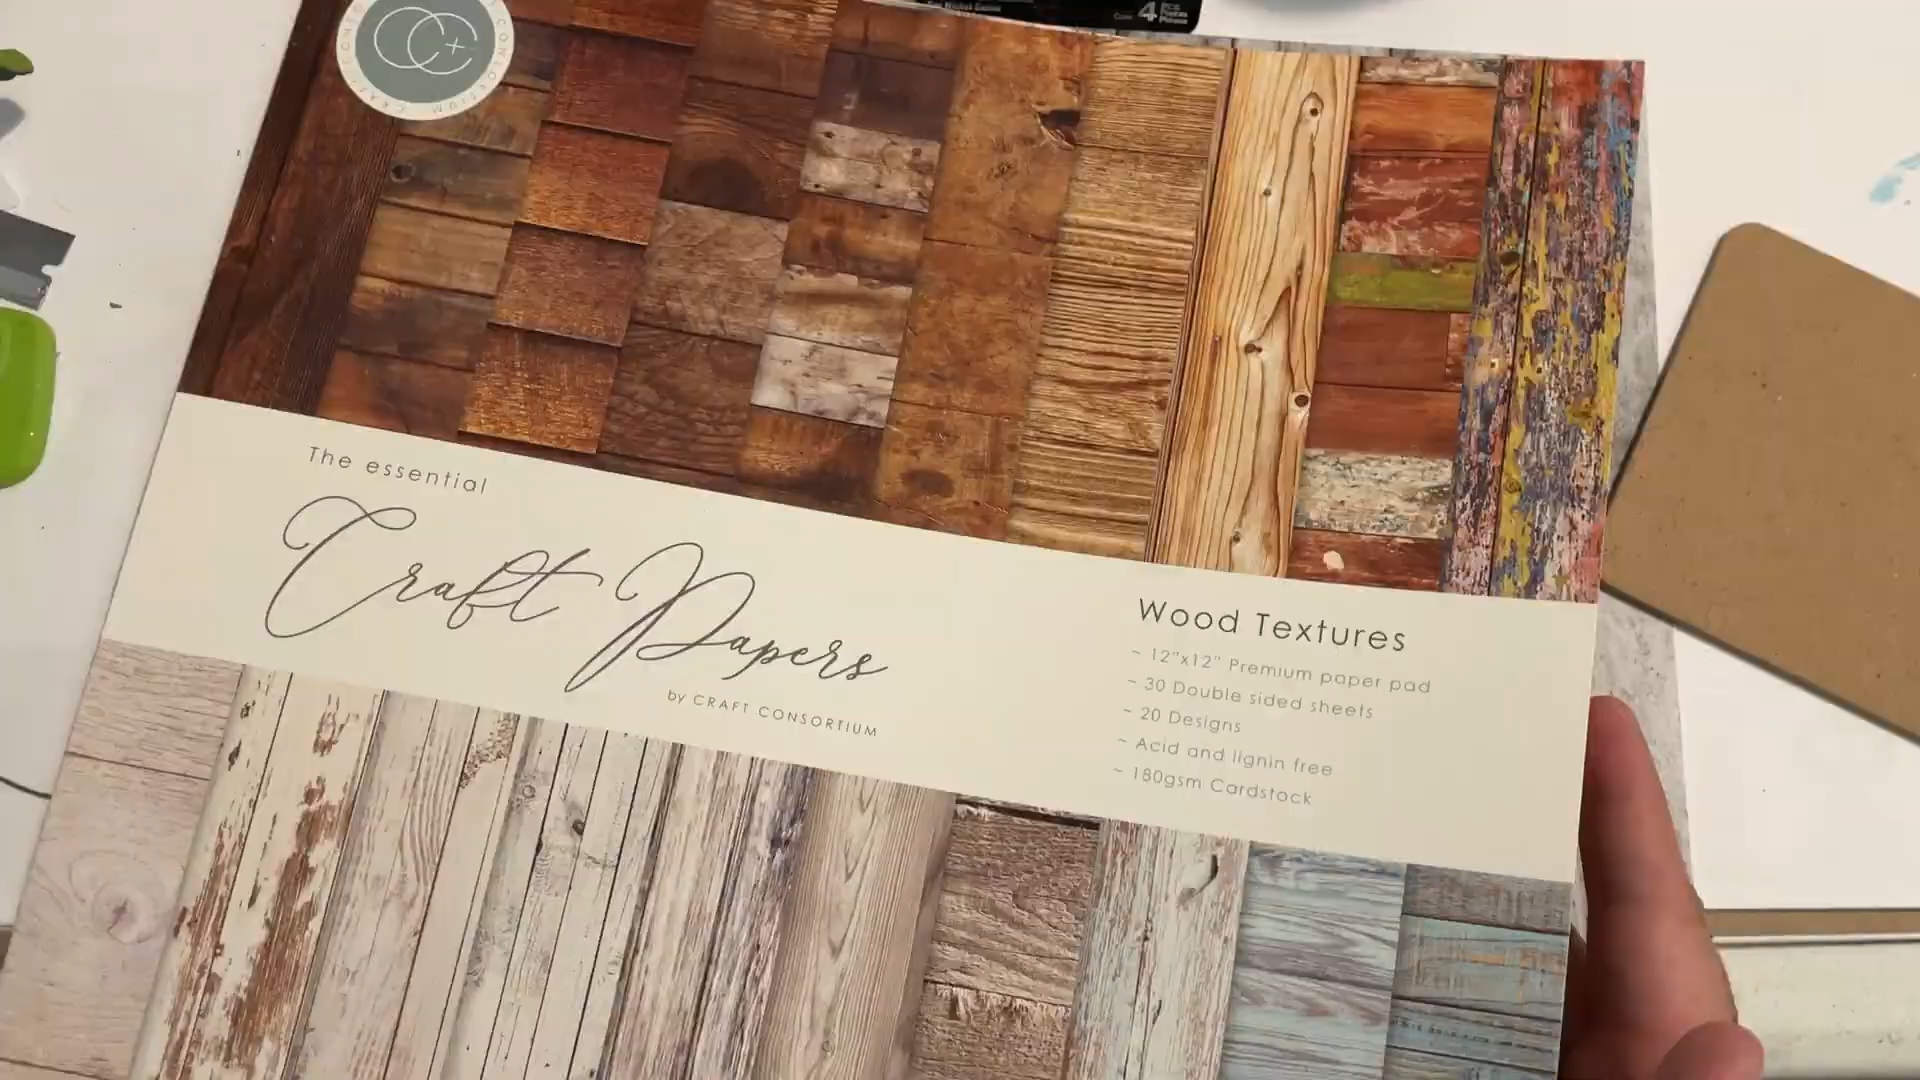 The essential
Craft Papers
by CRAFT CONSORTIUM
Wood Textures
~ 12"x12" Premium paper pad
~ 30 Double sided sheets
~ 20 Designs
~ Acid and lignin free
~ 180gsm Cardstock
4